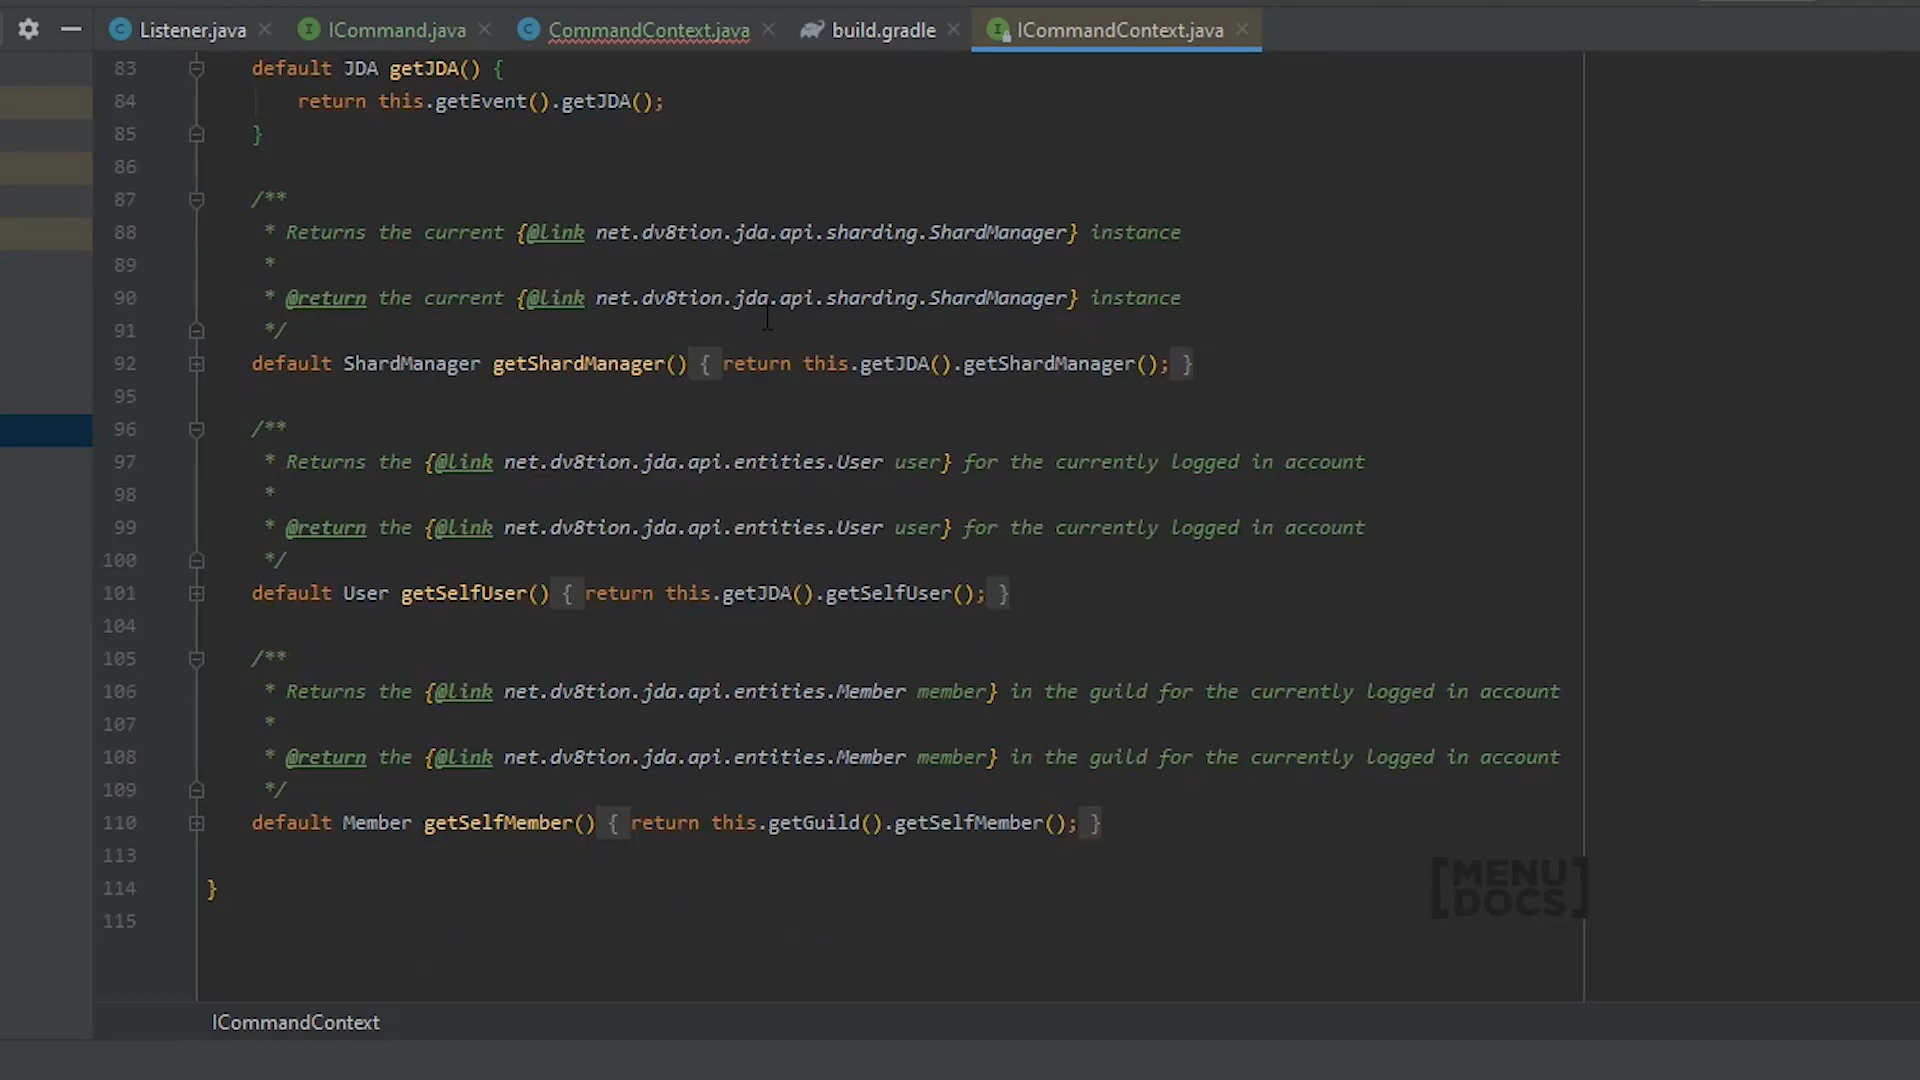 Listener.java ICommand.java CommandContext.java build.gradle ICommandContext.java
83 default JDA getJDA() {
84 return this.getEvent().getJDA();
85 }
86
87 /**
88 * Returns the current {@link net.dv8tion.jda.api.sharding.ShardManager} instance
89 *
90 * @return the current {@link net.dv8tion.jda.api.sharding.ShardManager} instance
91 */
92 default ShardManager getShardManager() { return this.getJDA().getShardManager(); }
95
96 /**
97 * Returns the {@link net.dv8tion.jda.api.entities.User user} for the currently logged in account
98 *
99 * @return the {@link net.dv8tion.jda.api.entities.User user} for the currently logged in account
100 */
101 default User getSelfUser() { return this.getJDA().getSelfUser(); }
104
105 /**
106 * Returns the {@link net.dv8tion.jda.api.entities.Member member} in the guild for the currently logged in account
107 *
108 * @return the {@link net.dv8tion.jda.api.entities.Member member} in the guild for the currently logged in account
109 */
110 default Member getSelfMember() { return this.getGuild().getSelfMember(); }
113
114 }
115
[MENU
DOCS]
ICommandContext